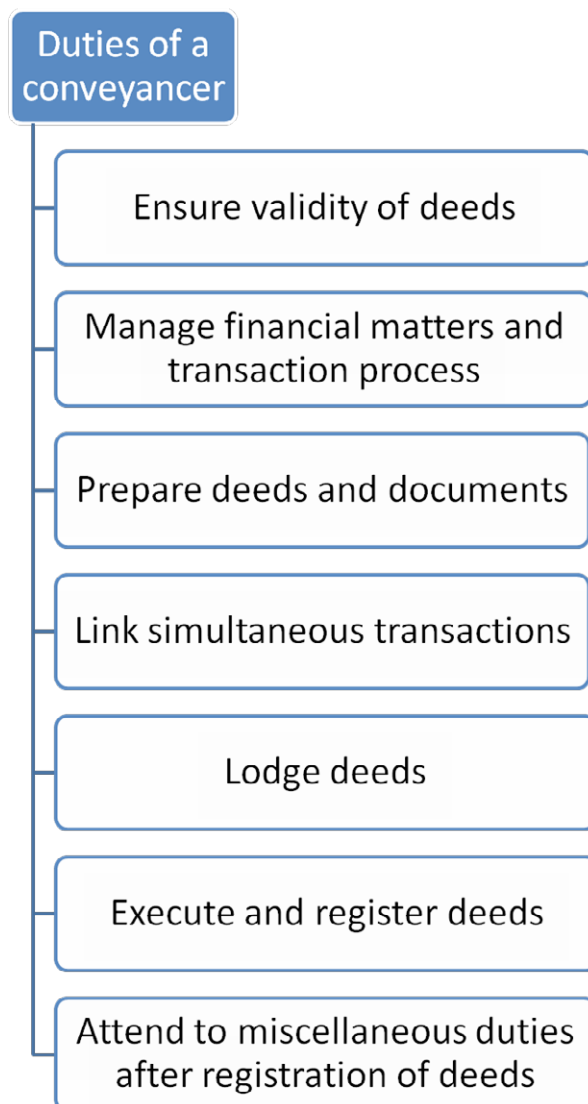 Duties of a
conveyancer
Ensure validity of deeds
Manage financial matters and
transaction process
Prepare deeds and documents
Link simultaneous transactions
Lodge deeds
Execute and register deeds
Attend to miscellaneous duties
after registration of deeds